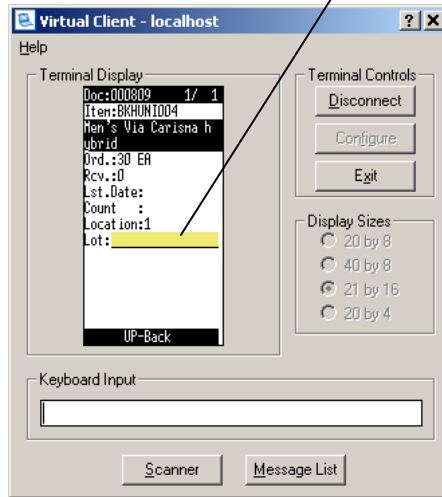 Virtual Client - localhost
Help
Terminal Display
Doc:000809 1/ 1
Item:BKHUNI004
Men's Via Carisma h
ybrid
Ord.:30 EA
Rcv.:0
Lst.Date:
Count :
Location:1
Lot:
UP-Back
Terminal Controls
Disconnect
Configure
Exit
Display Sizes
20 by 8
40 by 8
21 by 16
20 by 4
Keyboard Input
Scanner
Message List